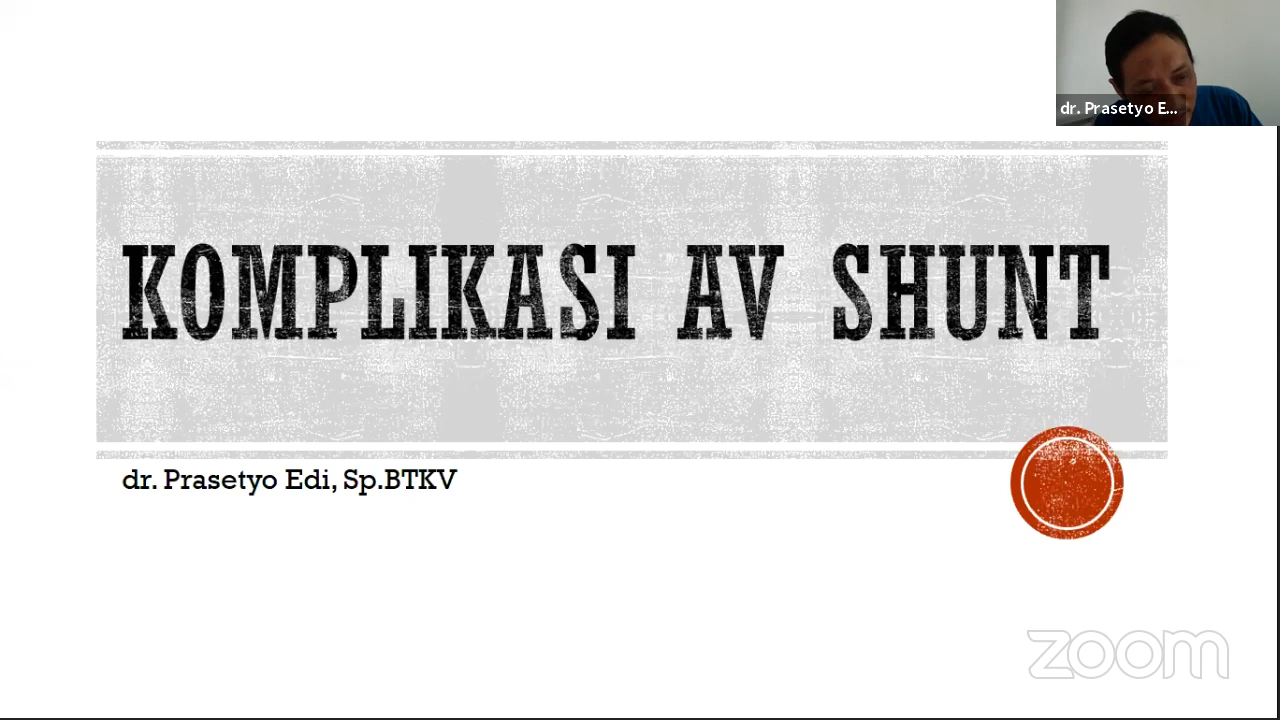 dr. Prasetyo E...
KOMPLIKASI AV SHUNT
dr. Prasetyo Edi, Sp.BTKV
zoom